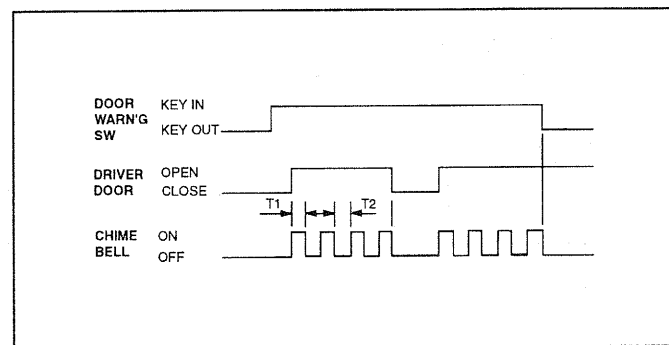 DOOR WARN'G SW
KEY IN
KEY OUT
DRIVER DOOR
OPEN
CLOSE
T1
T2
CHIME BELL
ON
OFF